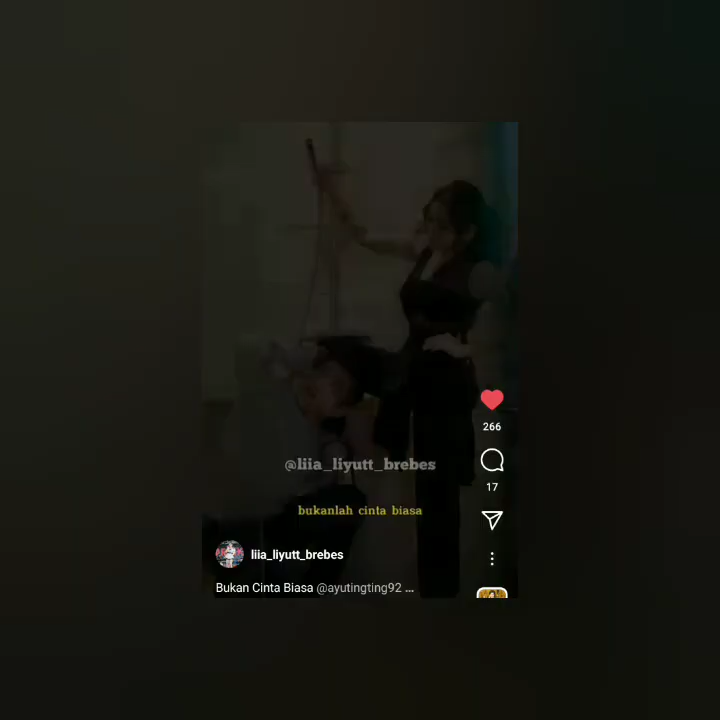 266
@liia_liyutt_brebes
17
bukanlah cinta biasa
liia_liyutt_brebes
Bukan Cinta Biasa @ayutingting92 ...